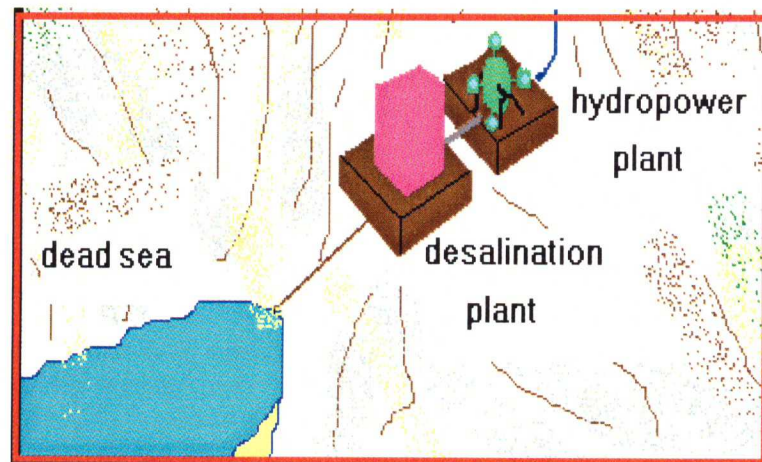 hydropower
plant
dead sea
desalination
plant